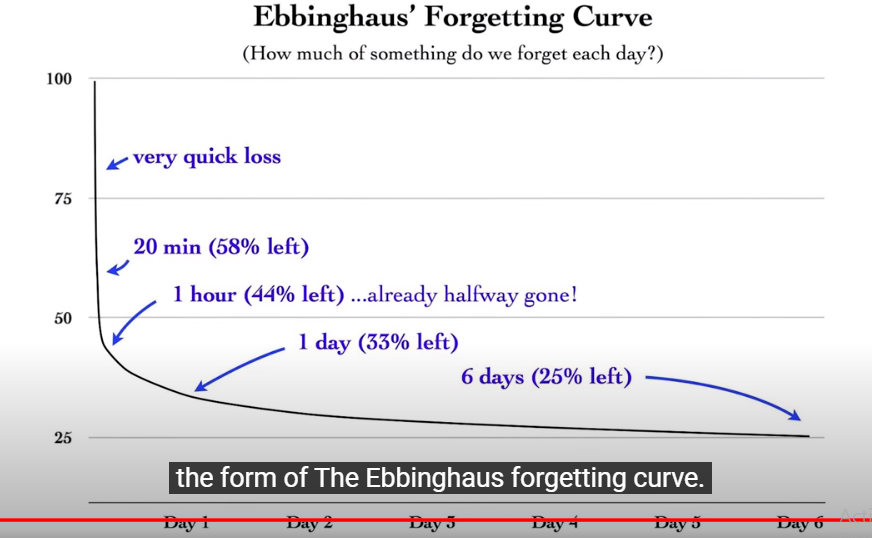 Ebbinghaus’ Forgetting Curve
(How much of something do we forget each day?)
100
very quick loss
75
20 min (58% left)
1 hour (44% left) ...already halfway gone!
50
1 day (33% left)
6 days (25% left)
25
the form of The Ebbinghaus forgetting curve.
Day 1 Day 2 Day 3 Day 4 Day 5 Day 6